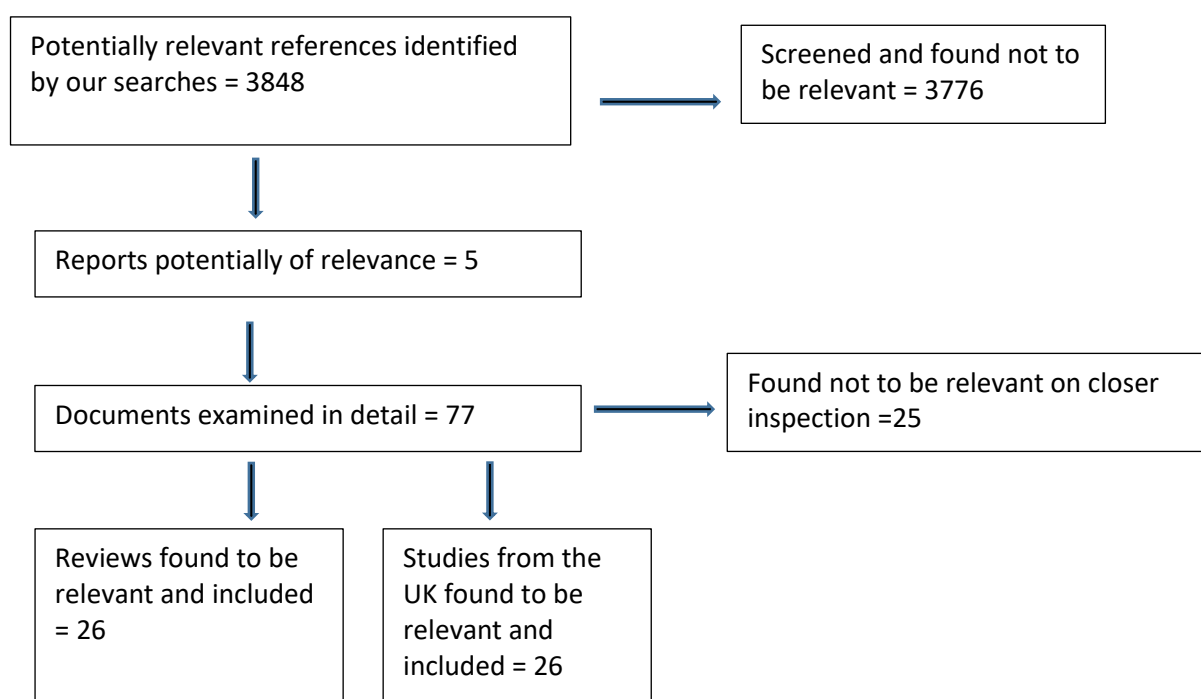 Potentially relevant references identified
by our searches = 3848
Screened and found not to
be relevant = 3776
Reports potentially of relevance = 5
Documents examined in detail = 77
Found not to be relevant on closer
inspection =25
Reviews found to be
relevant and included
= 26
Studies from the
UK found to be
relevant and
included = 26